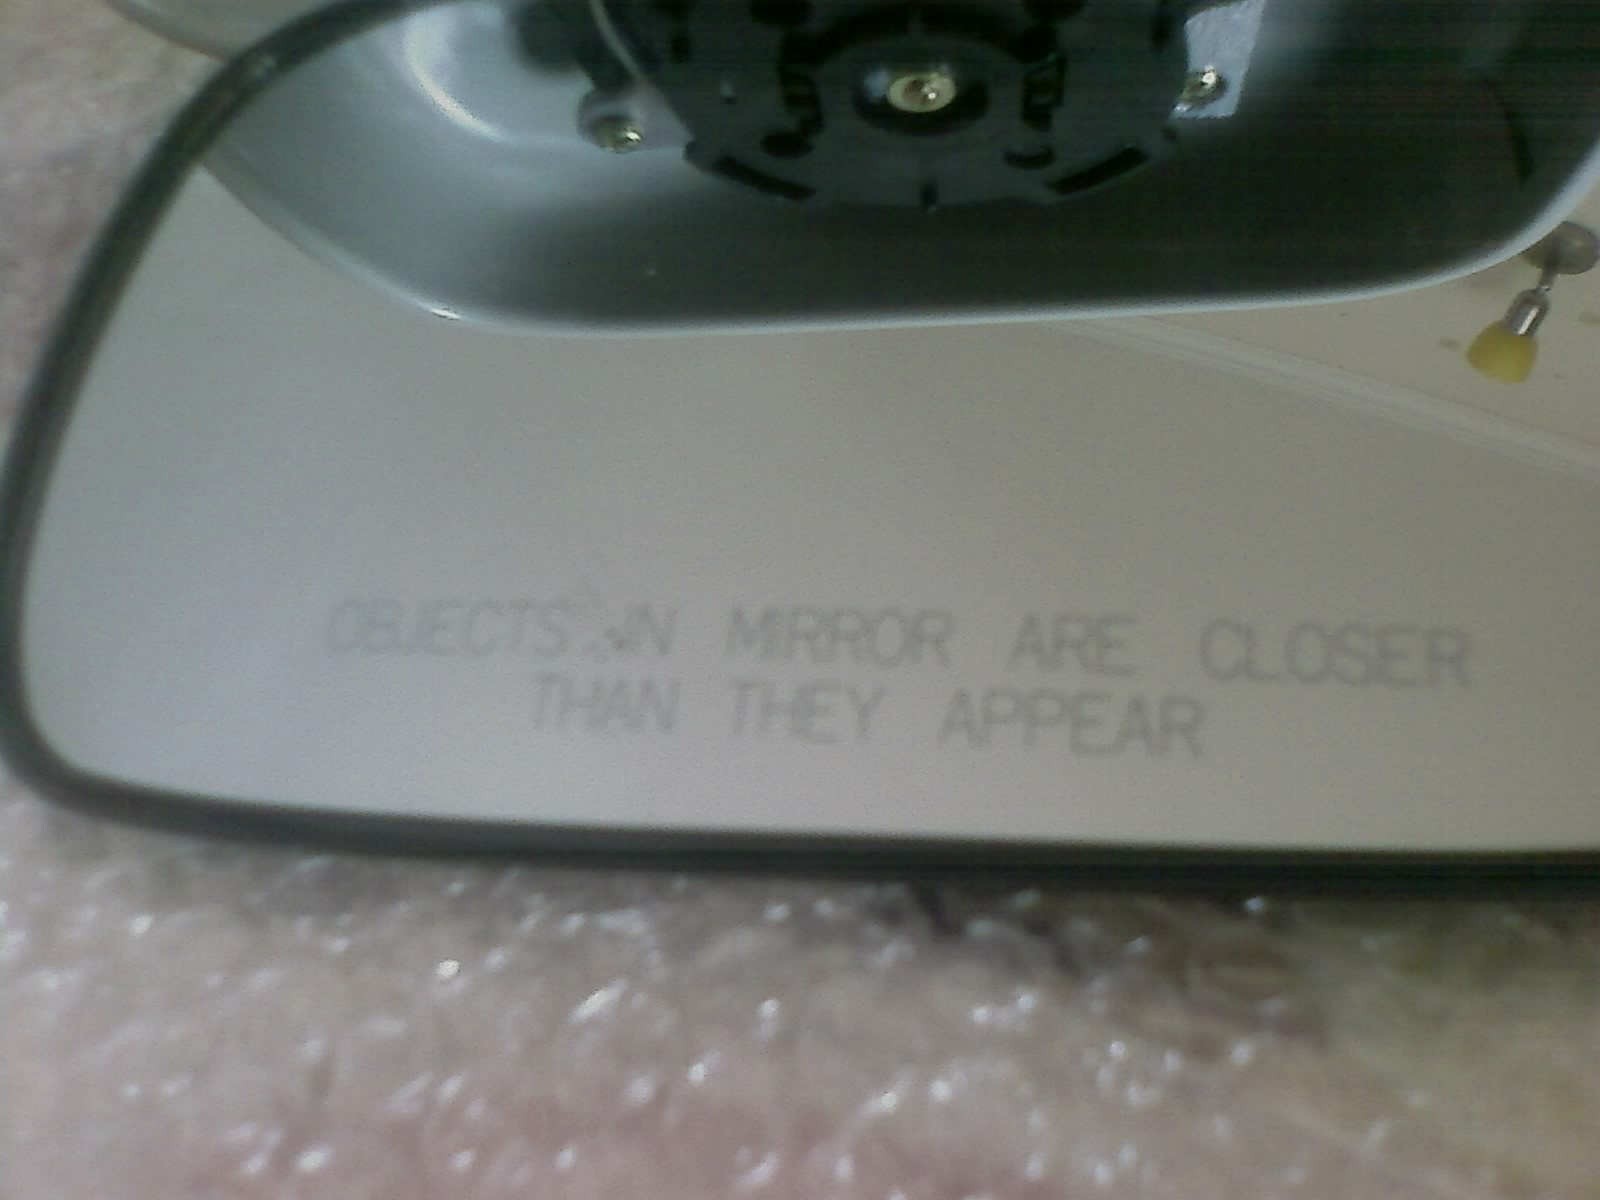 OBJECTS IN MIRROR ARE CLOSER
THAN THEY APPEAR